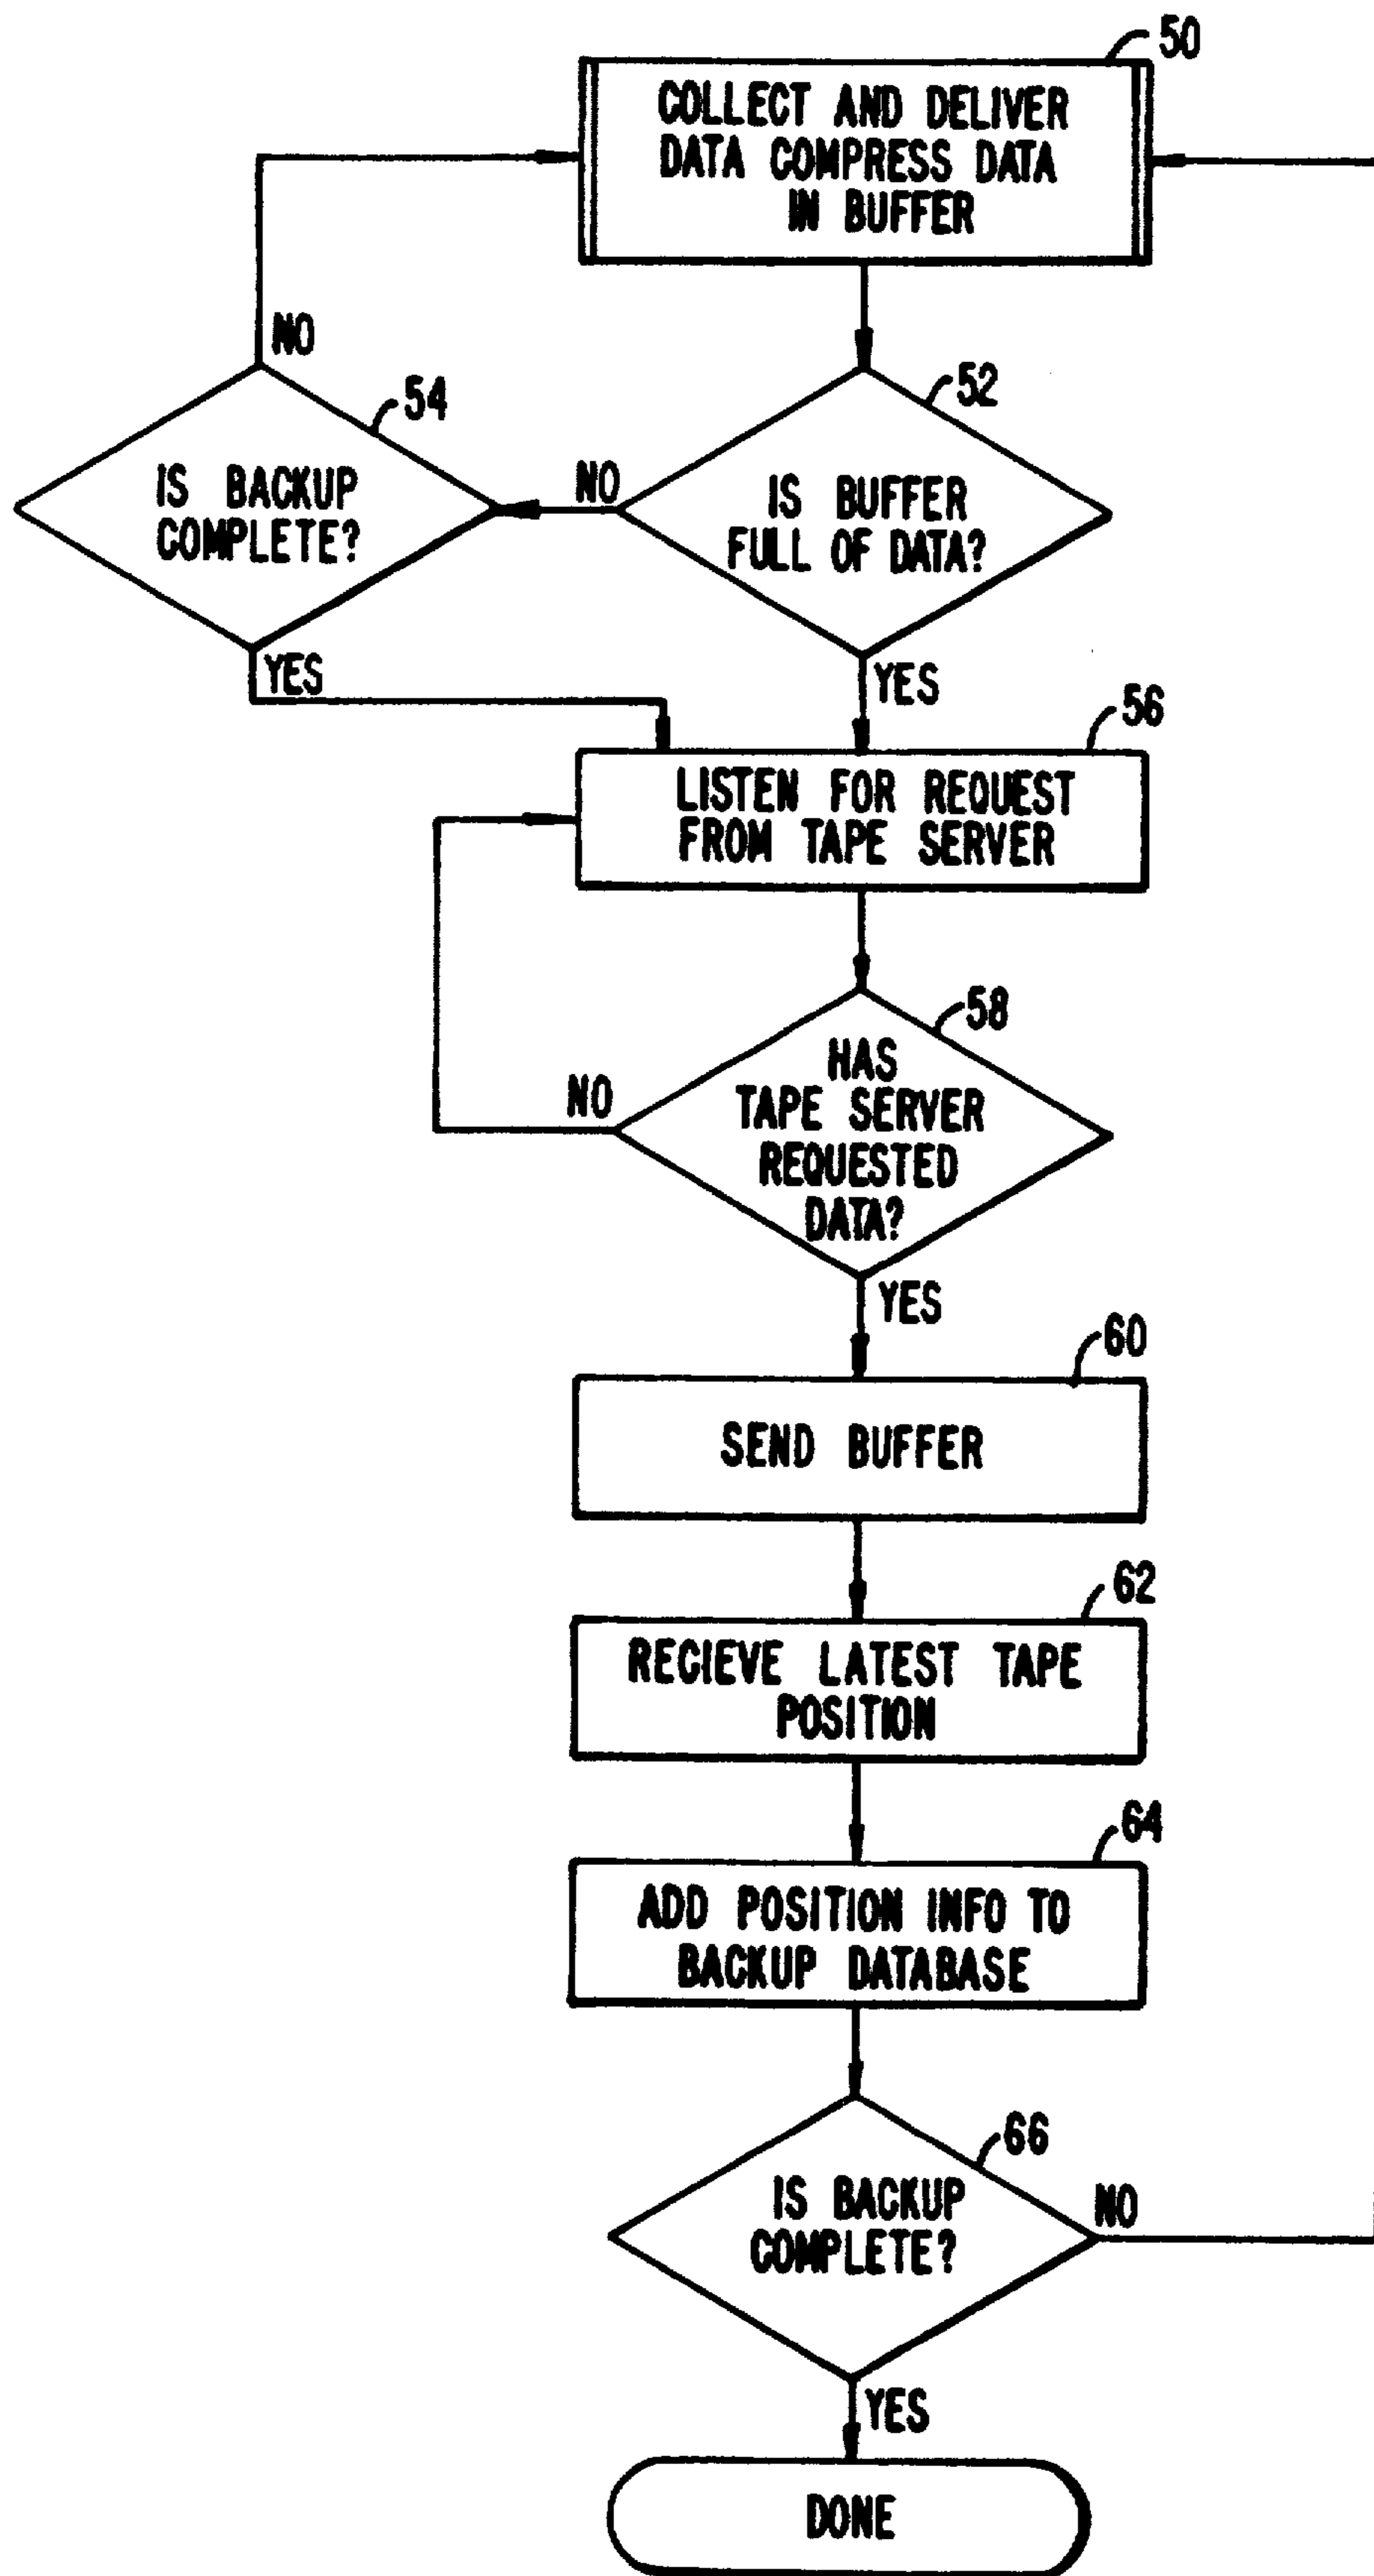 50
COLLECT AND DELIVER
DATA COMPRESS DATA
IN BUFFER
NO
54
52
IS BACKUP
COMPLETE?
NO
IS BUFFER
FULL OF DATA?
YES
YES
56
LISTEN FOR REQUEST
FROM TAPE SERVER
58
NO
HAS
TAPE SERVER
REQUESTED
DATA?
YES
60
SEND BUFFER
62
RECIEVE LATEST TAPE
POSITION
64
ADD POSITION INFO TO
BACKUP DATABASE
66
IS BACKUP
COMPLETE?
NO
YES
DONE